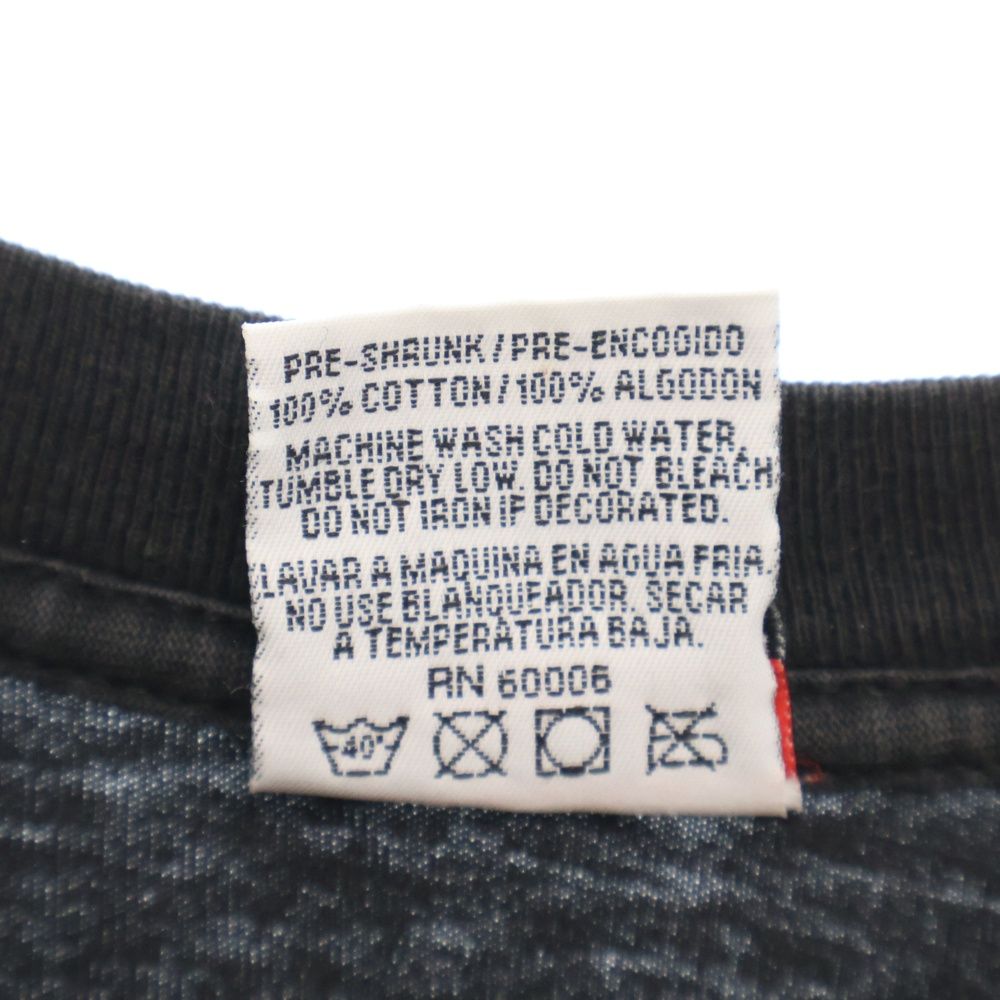 PRE-SHRUNK/PRE-ENCOGIDO
100% COTTON/100% ALGODON
MACHINE WASH COLD WATER,
TUMBLE DRY LOW. DO NOT BLEACH
DO NOT IRON IF DECORATED.
LAVAR A MAQUINA EN AGUA FRIA.
NO USE BLANQUEADOR. SECAR
A TEMPERATURA BAJA.
RN 60006
40°